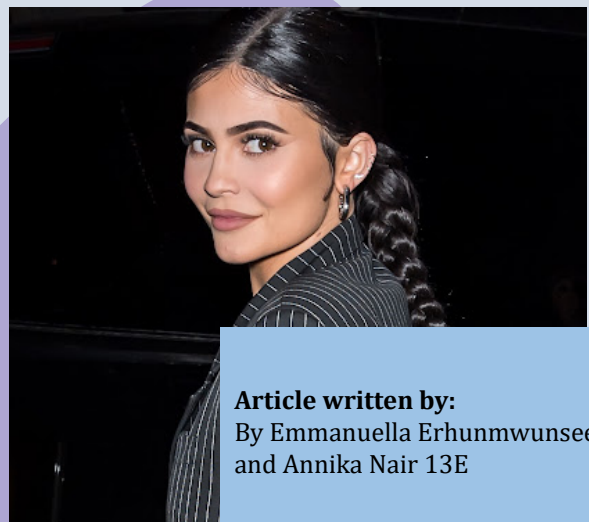 Article written by:
By Emmanuella Erhunmwunsee
and Annika Nair 13E